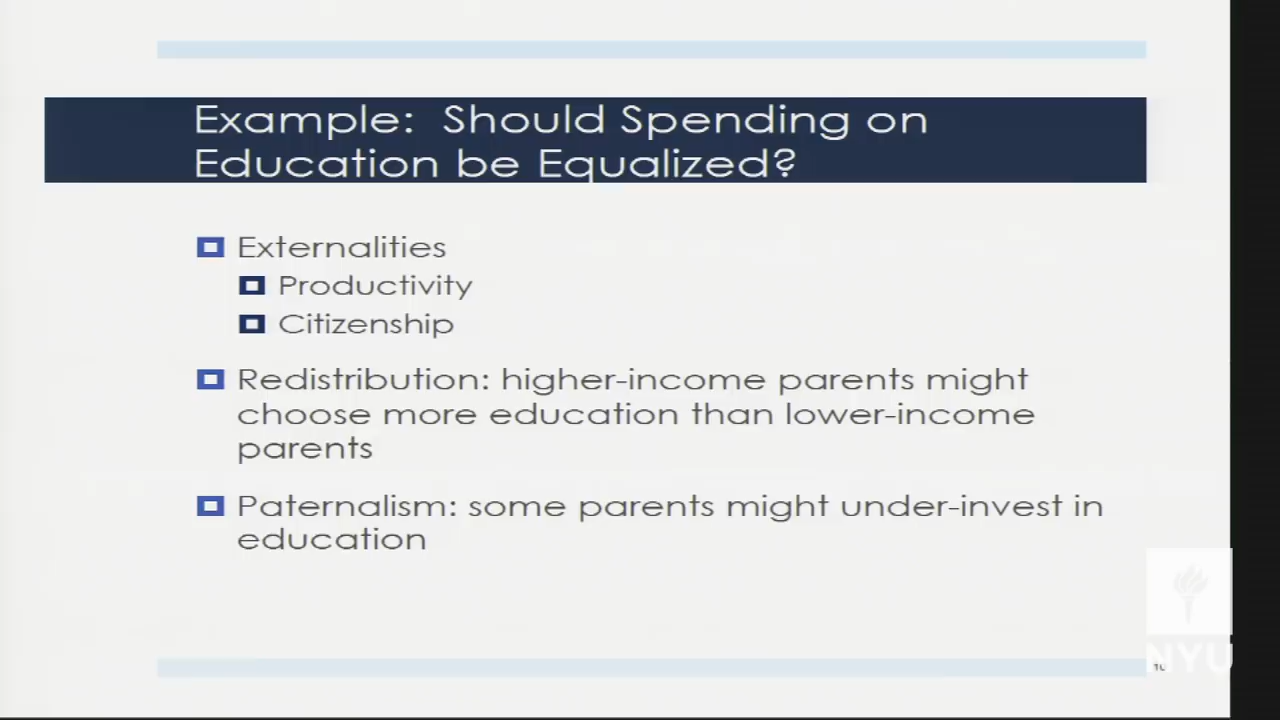 Example: Should Spending on
Education be Equalized?
Externalities
Productivity
Citizenship
Redistribution: higher-income parents might
choose more education than lower-income
parents
Paternalism: some parents might under-invest in
education
NYU